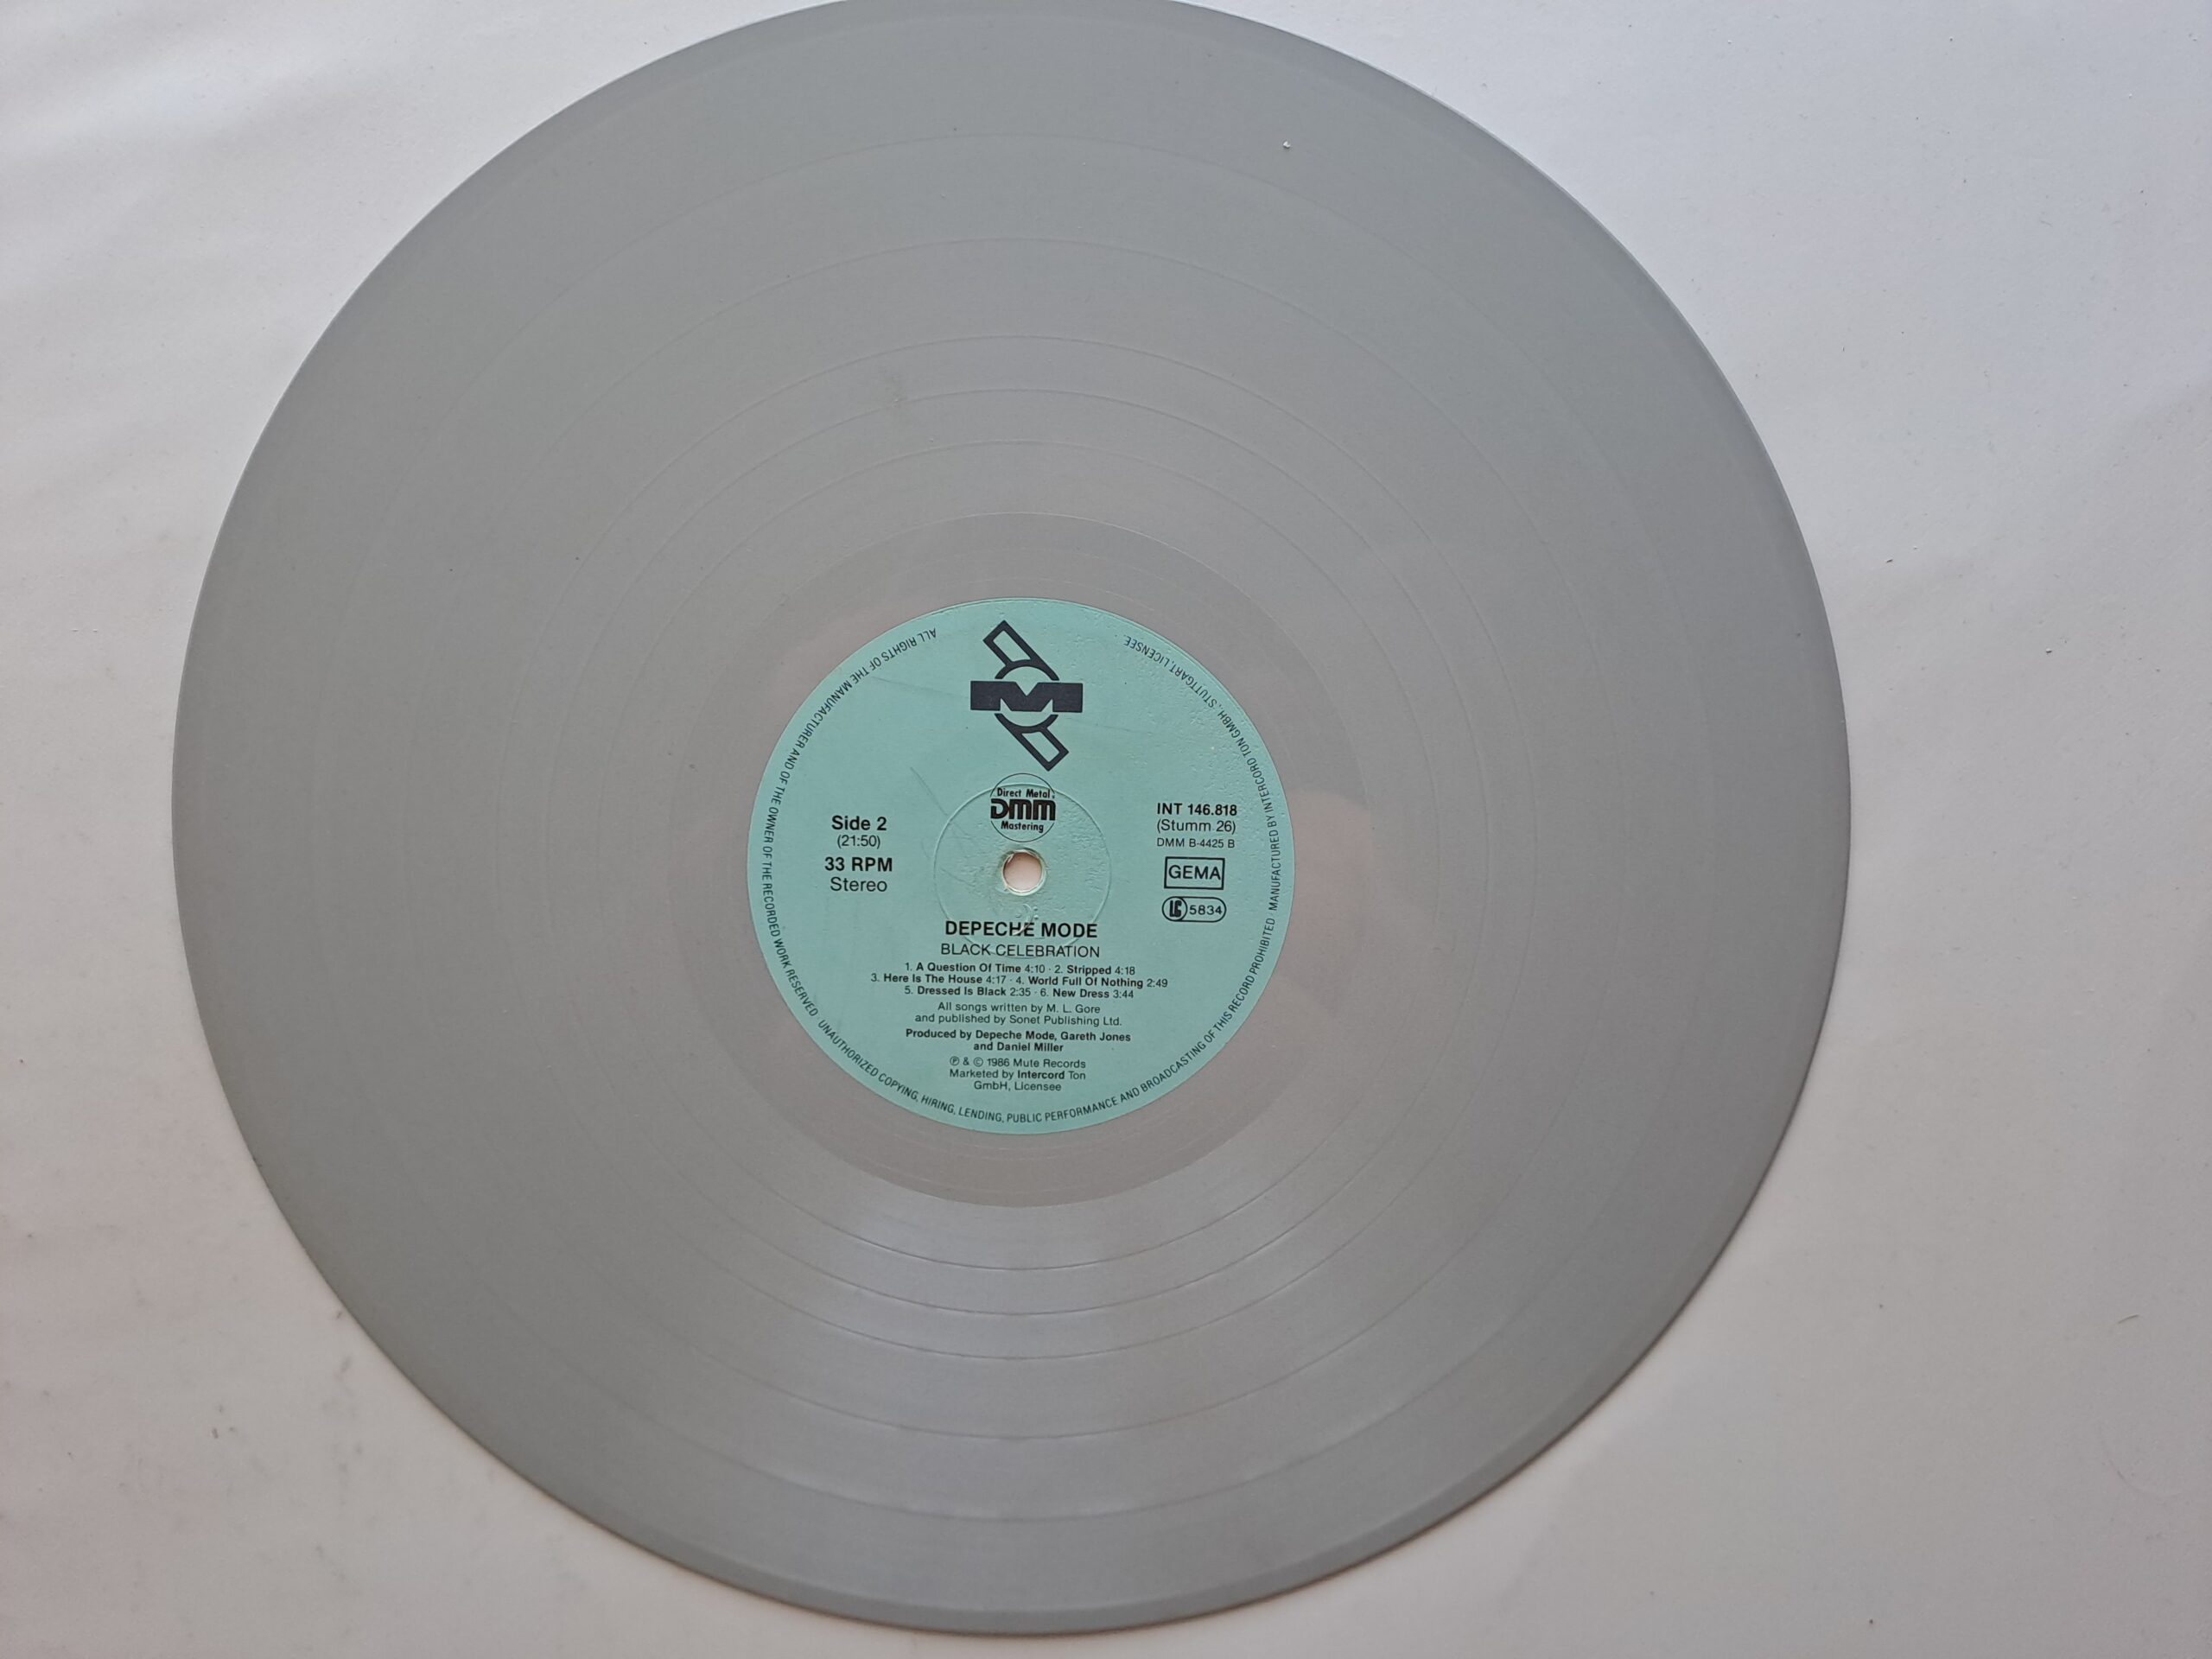 M
Direct Metal
DMM
Mastering
Side 2
(21:50)
33 RPM
Stereo
INT 146.818
(Stumm 26)
DMM B-4425 B
GEMA
LC 5834
DEPECHE MODE
BLACK CELEBRATION
1. A Question Of Time 4:10 · 2. Stripped 4:18
3. Here Is The House 4:17 · 4. World Full Of Nothing 2:49
5. Dressed Is Black 2:35 · 6. New Dress 3:44
All songs written by M. L. Gore
and published by Sonet Publishing Ltd.
Produced by Depeche Mode, Gareth Jones
and Daniel Miller
℗ & © 1986 Mute Records
Marketed by Intercord Ton
GmbH, Licensee
ALL RIGHTS OF THE MANUFACTURER AND OF THE OWNER OF THE RECORDED WORK RESERVED UNAUTHORIZED COPYING, HIRING, LENDING, PUBLIC PERFORMANCE AND BROADCASTING OF THIS RECORD PROHIBITED MANUFACTURED BY INTERCORD TON GMBH, STUTTGART, LICENSEE.